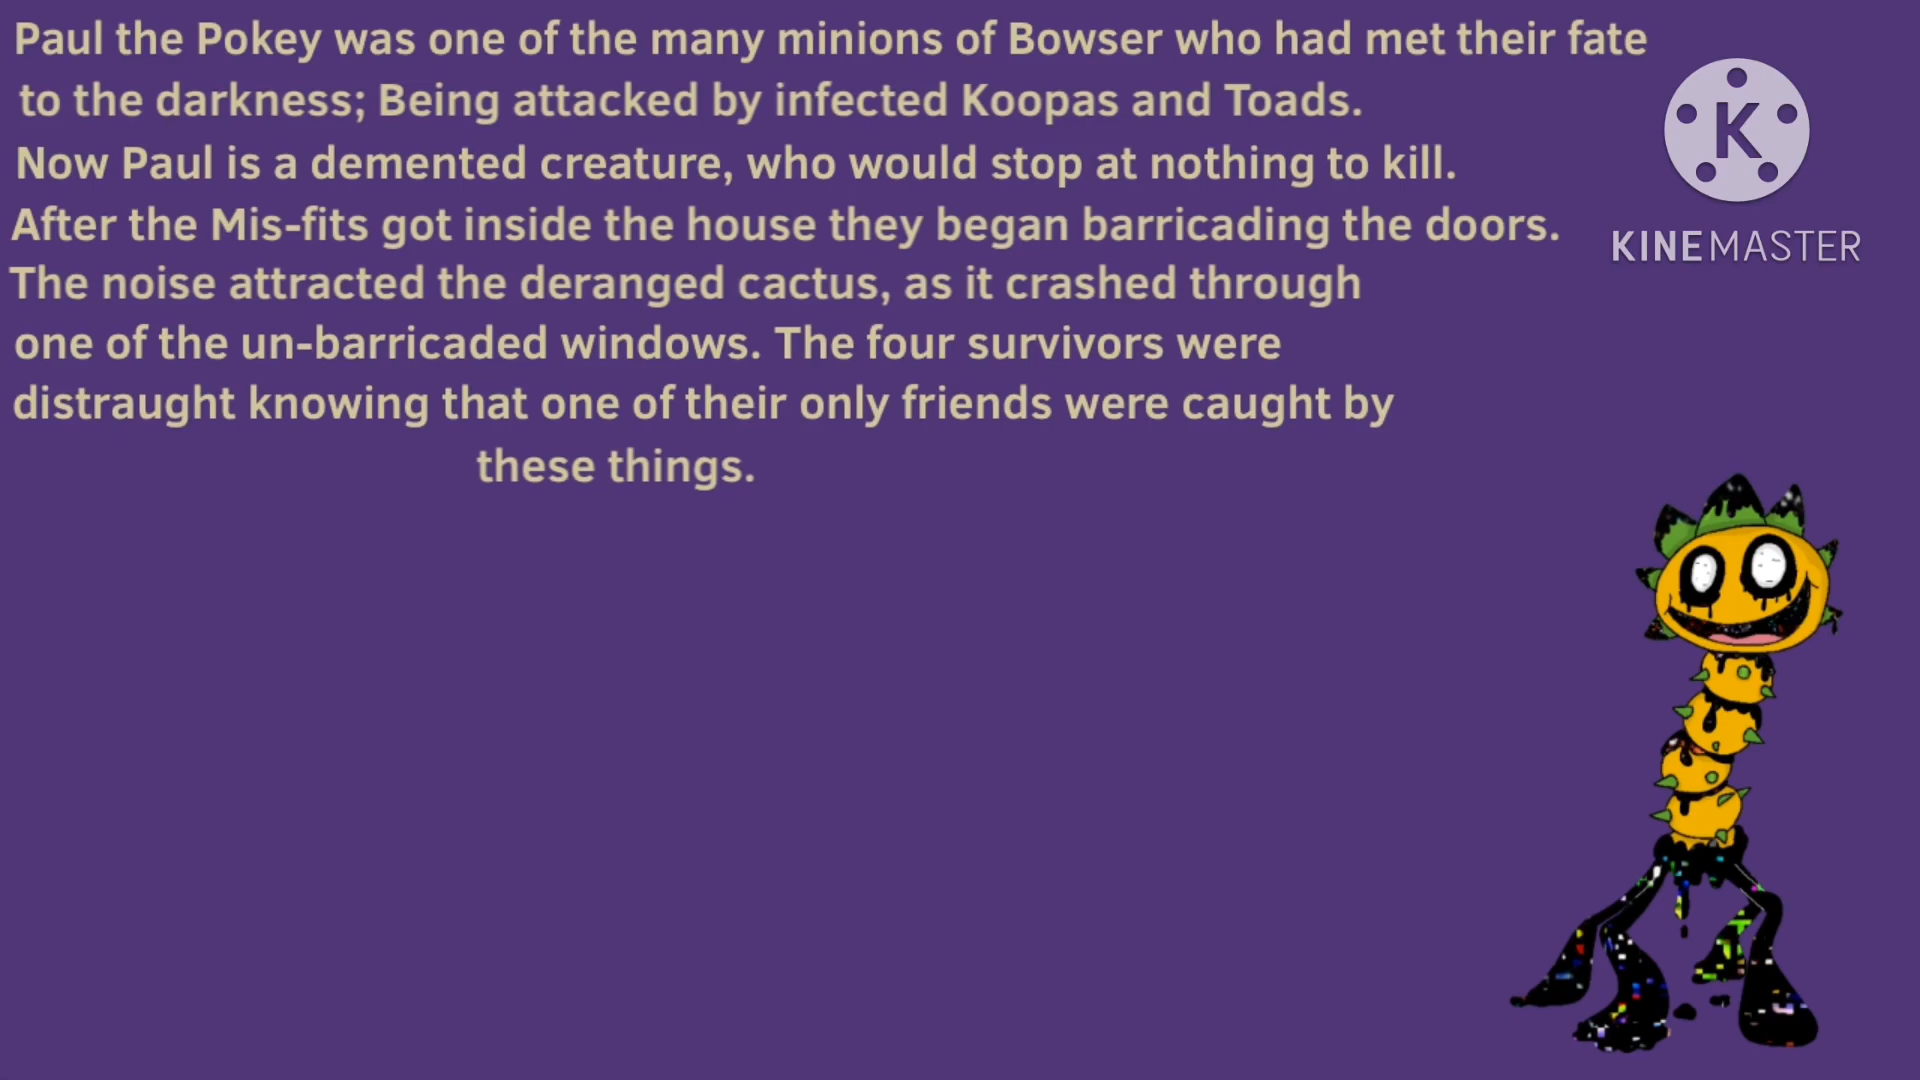 Paul the Pokey was one of the many minions of Bowser who had met their fate
to the darkness; Being attacked by infected Koopas and Toads.
Now Paul is a demented creature, who would stop at nothing to kill.
After the Mis-fits got inside the house they began barricading the doors.
The noise attracted the deranged cactus, as it crashed through
one of the un-barricaded windows. The four survivors were
distraught knowing that one of their only friends were caught by
these things.
K
KINEMASTER